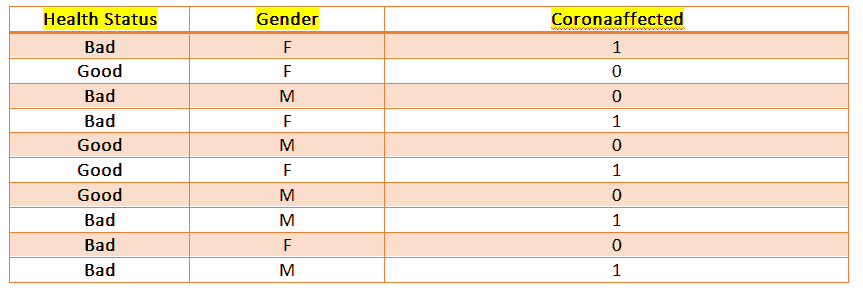 Health Status Gender Coronaaffected
Bad F 1
Good F 0
Bad M 0
Bad F 1
Good M 0
Good F 1
Good M 0
Bad M 1
Bad F 0
Bad M 1